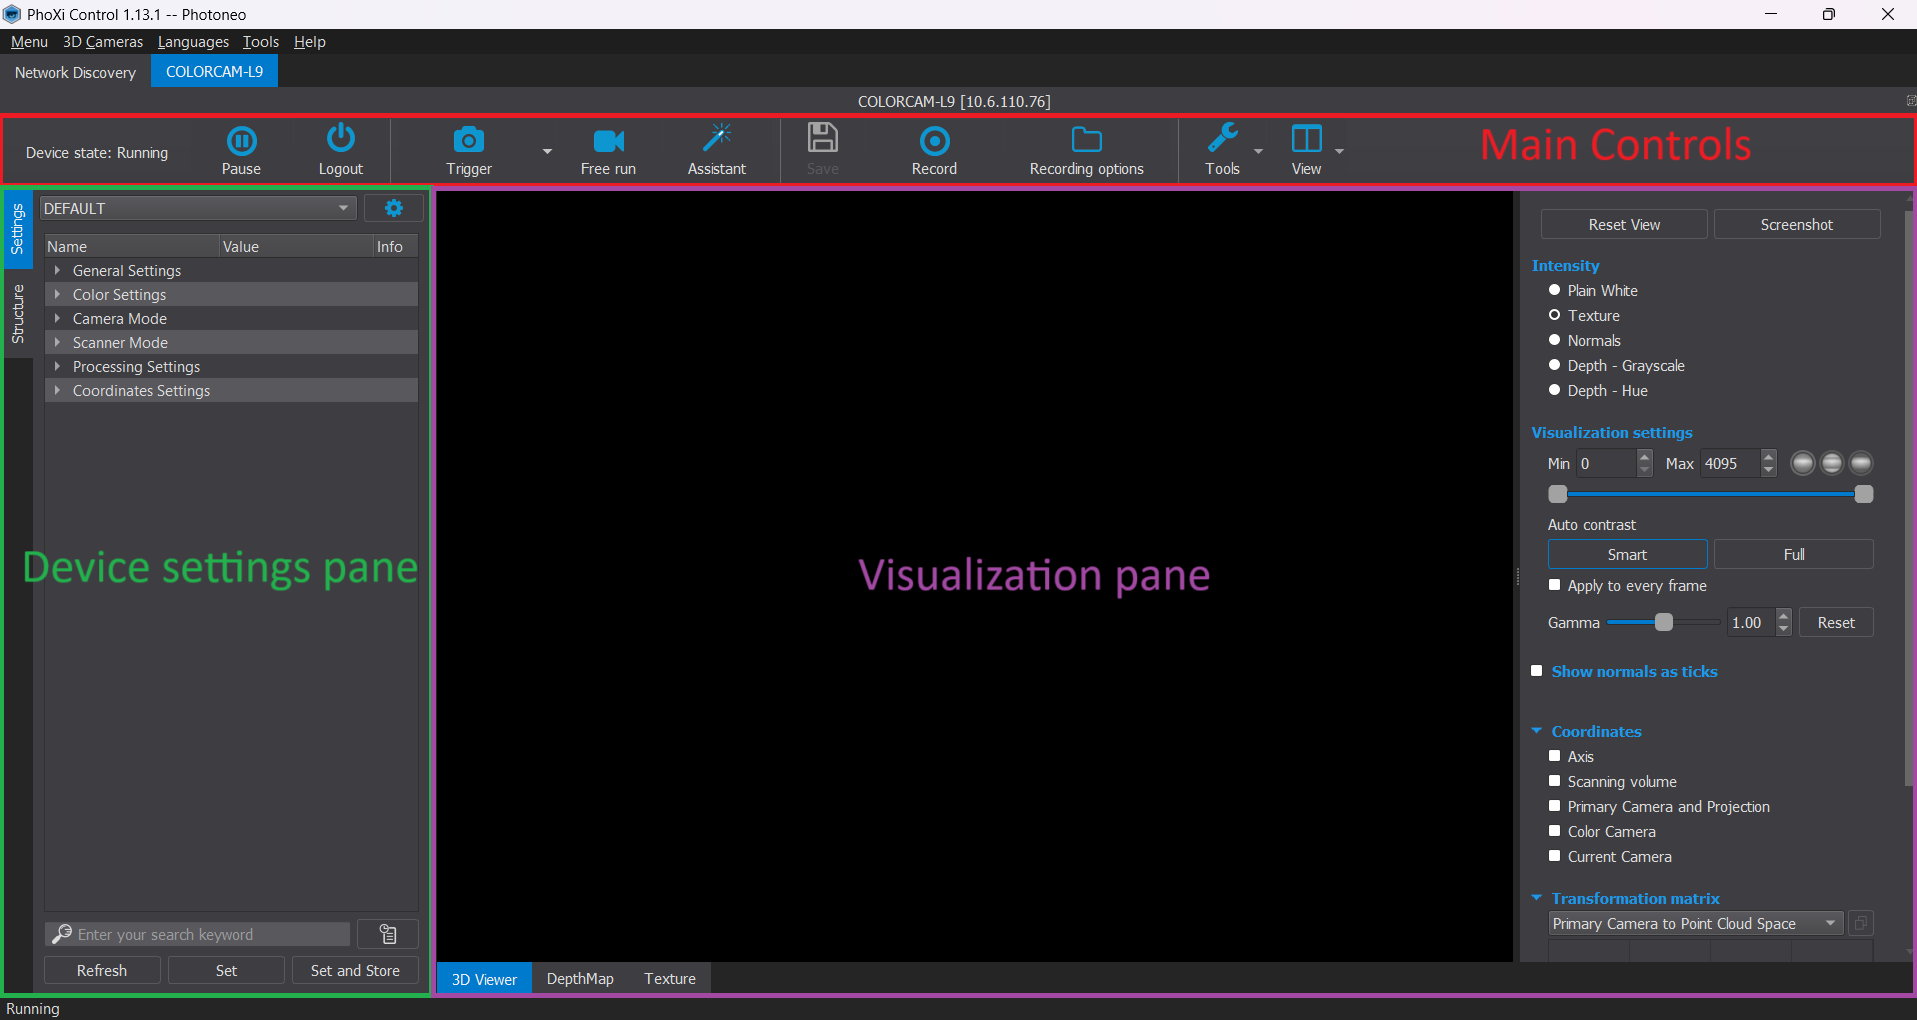 PhoXi Control 1.13.1 -- Photoneo
Menu 3D Cameras Languages Tools Help
Network Discovery COLORCAM-L9
COLORCAM-L9 [10.6.110.76]
Device state: Running
Pause Logout Trigger Free run Assistant Save Record Recording options Tools View
Main Controls
Settings
Structure
DEFAULT
Name Value Info
General Settings
Color Settings
Camera Mode
Scanner Mode
Processing Settings
Coordinates Settings
Device settings pane
Enter your search keyword
Refresh Set Set and Store
Visualization pane
3D Viewer DepthMap Texture
Reset View Screenshot
Intensity
Plain White
Texture
Normals
Depth - Grayscale
Depth - Hue
Visualization settings
Min 0 Max 4095
Auto contrast
Smart Full
Apply to every frame
Gamma 1.00 Reset
Show normals as ticks
Coordinates
Axis
Scanning volume
Primary Camera and Projection
Color Camera
Current Camera
Transformation matrix
Primary Camera to Point Cloud Space
Running